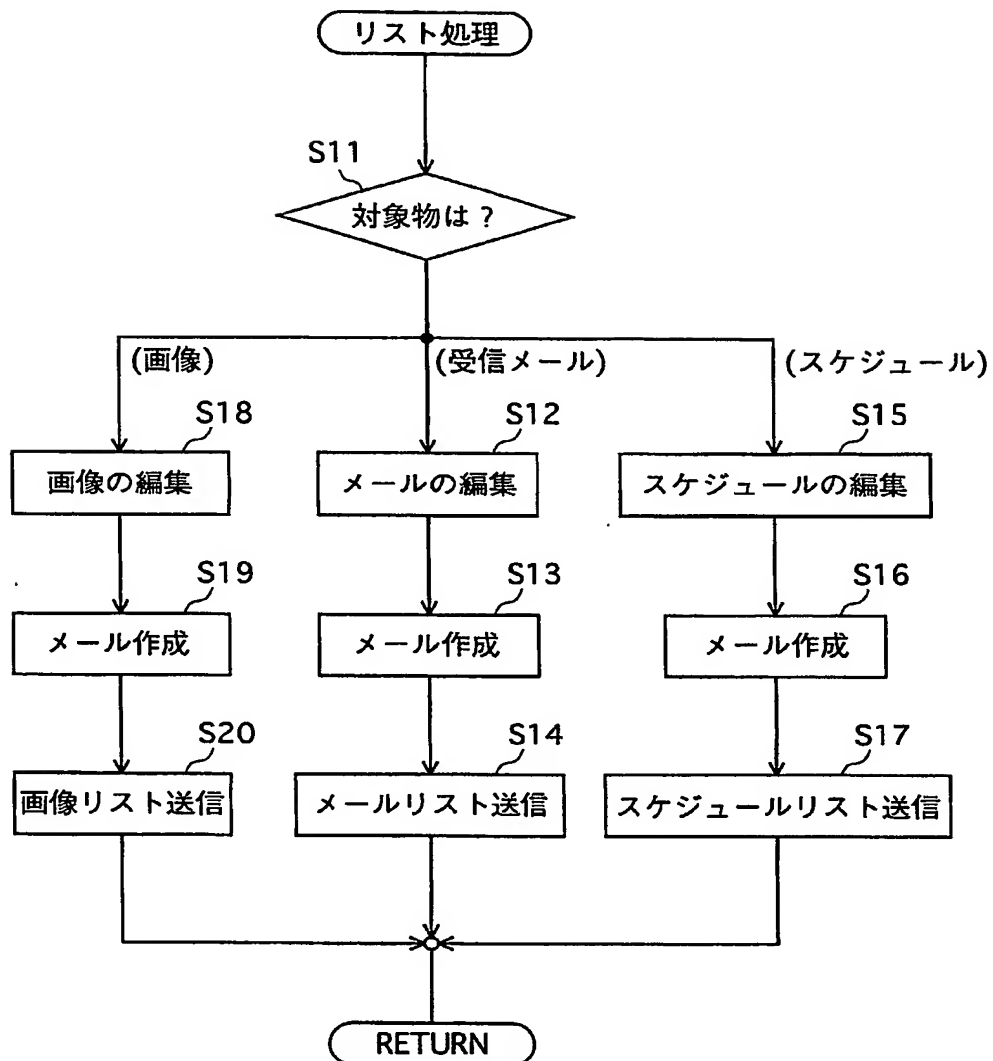 リスト処理
S11
対象物は？
(画像)
(受信メール)
(スケジュール)
S18
S12
S15
画像の編集
メールの編集
スケジュールの編集
S19
S13
S16
メール作成
メール作成
メール作成
S20
S14
S17
画像リスト送信
メールリスト送信
スケジュールリスト送信
RETURN